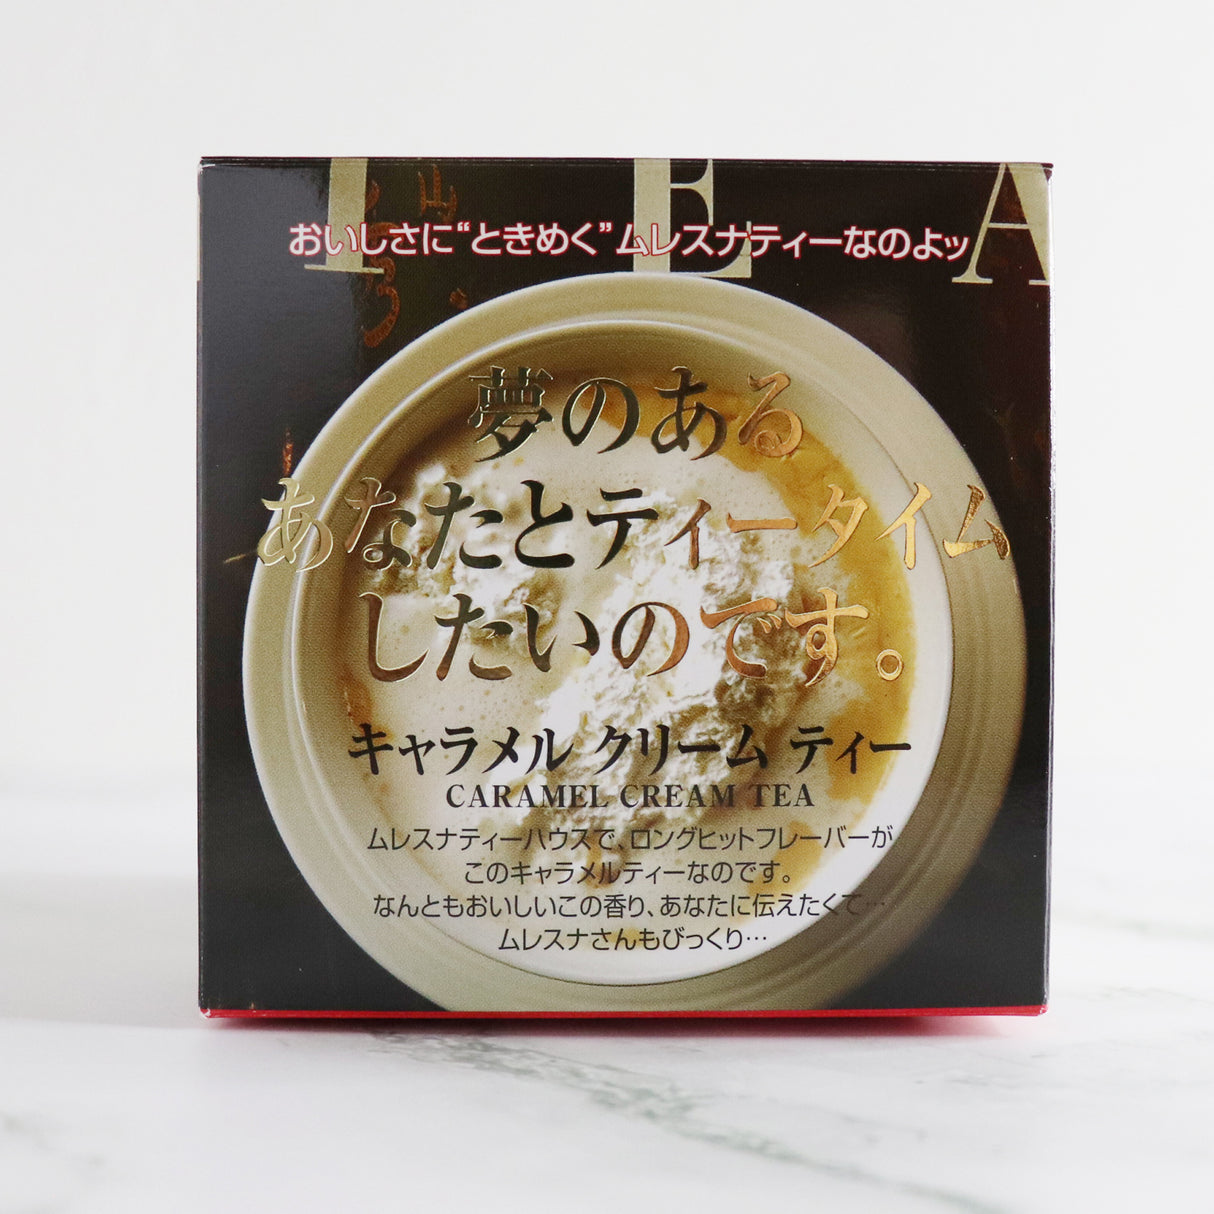 TEA
おいしさに“ときめく”ムレスナティーなのよッ
夢のある
あなたとティータイム
したいのです。
キャラメル クリーム ティー
CARAMEL CREAM TEA
ムレスナティーハウスで、ロングヒットフレーバーが
このキャラメルティーなのです。
なんともおいしいこの香り、あなたに伝えたくて…
ムレスナさんもびっくり…